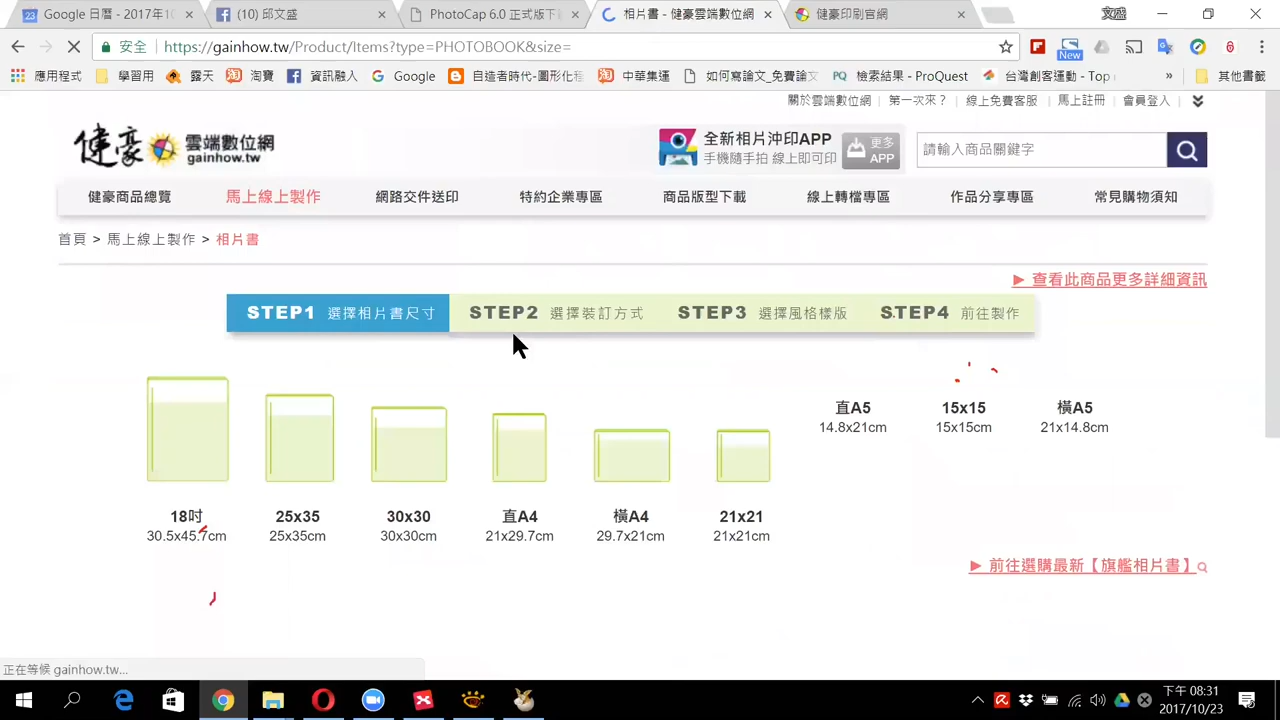 Google 日曆 - 2017年10
(10) 邱文盛
PhotoCap 6.0 正式版下
相片書 - 健豪雲端數位網
健豪印刷官網
文盛
安全
https://gainhow.tw/Product/Items?type=PHOTOBOOK&size=
New
應用程式
學習用
露天
淘寶
資訊融入
Google
自造者時代-圖形化程
中華集運
如何寫論文_免費論文
PQ 檢索結果 - ProQuest
台灣創客運動 - Top
»
其他書籤
關於雲端數位網
第一次來？
線上免費客服
馬上註冊
會員登入
健豪 雲端數位網
gainhow.tw
全新相片沖印APP
手機隨手拍 線上即可印
更多
APP
請輸入商品關鍵字
健豪商品總覽
馬上線上製作
網路交件送印
特約企業專區
商品版型下載
線上轉檔專區
作品分享專區
常見購物須知
首頁 > 馬上線上製作 > 相片書
► 查看此商品更多詳細資訊
STEP1 選擇相片書尺寸
STEP2 選擇裝訂方式
STEP3 選擇風格樣版
STEP4 前往製作
直A5
14.8x21cm
15x15
15x15cm
橫A5
21x14.8cm
18吋
30.5x45.7cm
25x35
25x35cm
30x30
30x30cm
直A4
21x29.7cm
橫A4
29.7x21cm
21x21
21x21cm
► 前往選購最新【旗艦相片書】
正在等候 gainhow.tw...
下午 08:31
2017/10/23